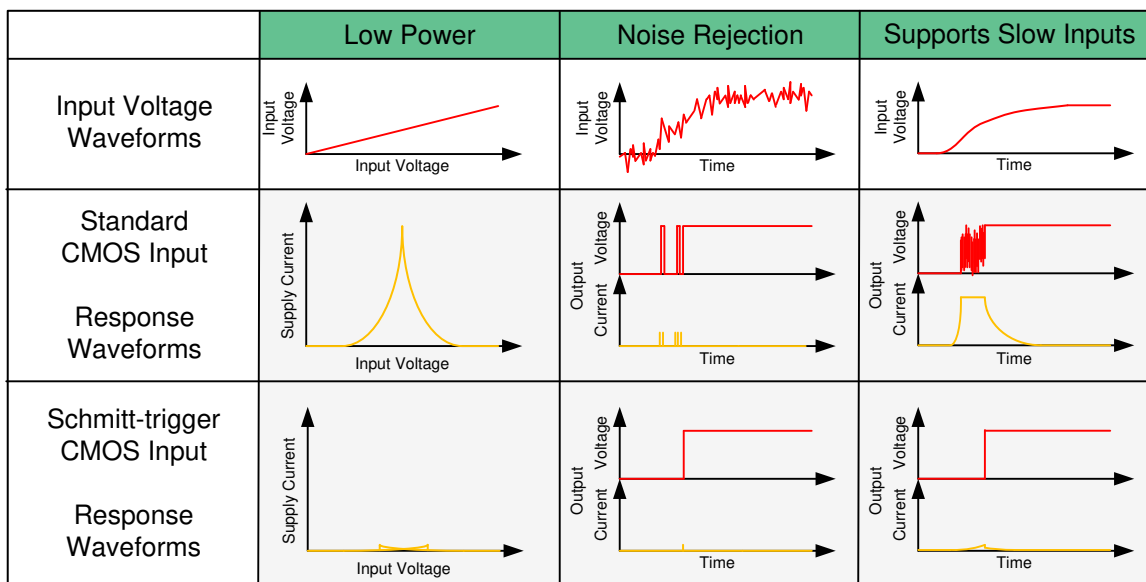 Low Power
Noise Rejection
Supports Slow Inputs
Input Voltage
Waveforms
Input
Voltage
Input Voltage
Input
Voltage
Time
Input
Voltage
Time
Standard
CMOS Input
Response
Waveforms
Supply Current
Input Voltage
Output
Voltage
Current
Time
Output
Voltage
Current
Time
Schmitt-trigger
CMOS Input
Response
Waveforms
Supply Current
Input Voltage
Output
Voltage
Current
Time
Output
Voltage
Current
Time